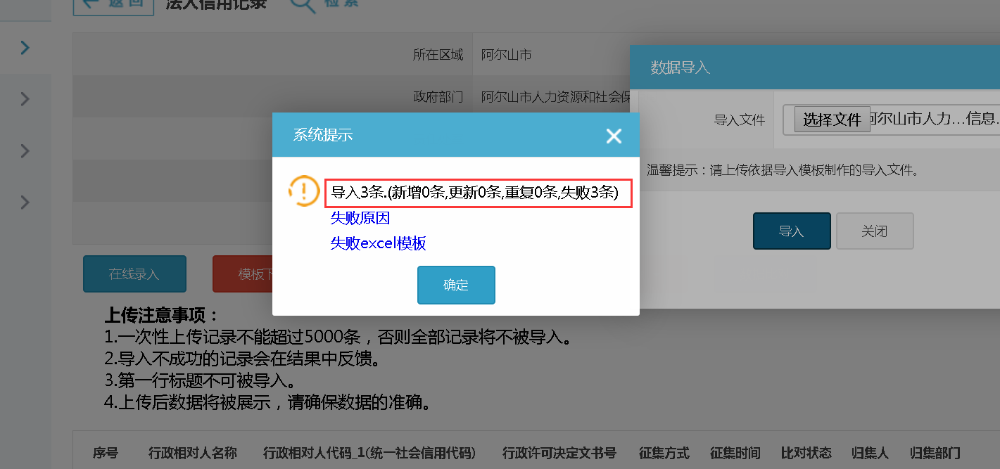 返回 法人信用记录 检索
所在区域 阿尔山市
数据导入
政府部门 阿尔山市人力资源和社会保
导入文件 选择文件 阿尔山市人力...信息.
系统提示
温馨提示：请上传依据导入模板制作的导入文件。
导入3条.(新增0条,更新0条,重复0条,失败3条)
失败原因
导入 关闭
失败excel模板
在线录入 模板下
确定
上传注意事项：
1.一次性上传记录不能超过5000条，否则全部记录将不被导入。
2.导入不成功的记录会在结果中反馈。
3.第一行标题不可被导入。
4.上传后数据将被展示，请确保数据的准确。
序号 行政相对人名称 行政相对人代码_1(统一社会信用代码) 行政许可决定文书号 征集方式 征集时间 比对状态 归集人 归集部门